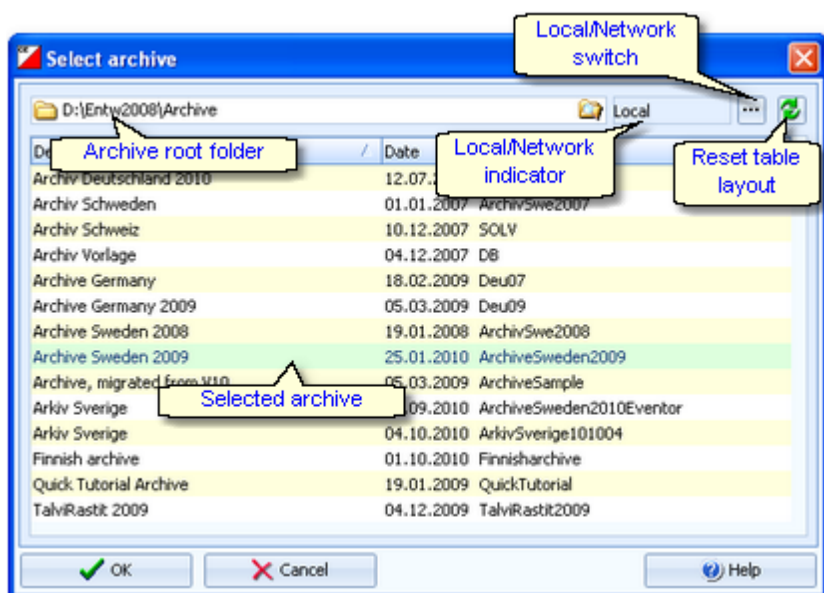 Local/Network
switch
Select archive
D:\Entw2008\Archive
Local
Archive root folder
Local/Network
indicator
Reset table
layout
De
Date
Archiv Deutschland 2010 12.07.2
Archiv Schweden 01.01.2007 ArchivSwe2007
Archiv Schweiz 10.12.2007 SOLV
Archiv Vorlage 04.12.2007 DB
Archive Germany 18.02.2009 Deu07
Archive Germany 2009 05.03.2009 Deu09
Archive Sweden 2008 19.01.2008 ArchivSwe2008
Archive Sweden 2009 25.01.2010 ArchiveSweden2009
Archive, migrated from V10 05.03.2009 ArchiveSample
Selected archive
Arkiv Sverige .09.2010 ArchiveSweden2010Eventor
Arkiv Sverige 04.10.2010 ArkivSverige101004
Finnish archive 01.10.2010 Finnisharchive
Quick Tutorial Archive 19.01.2009 QuickTutorial
TalviRastit 2009 04.12.2009 TalviRastit2009
OK Cancel Help